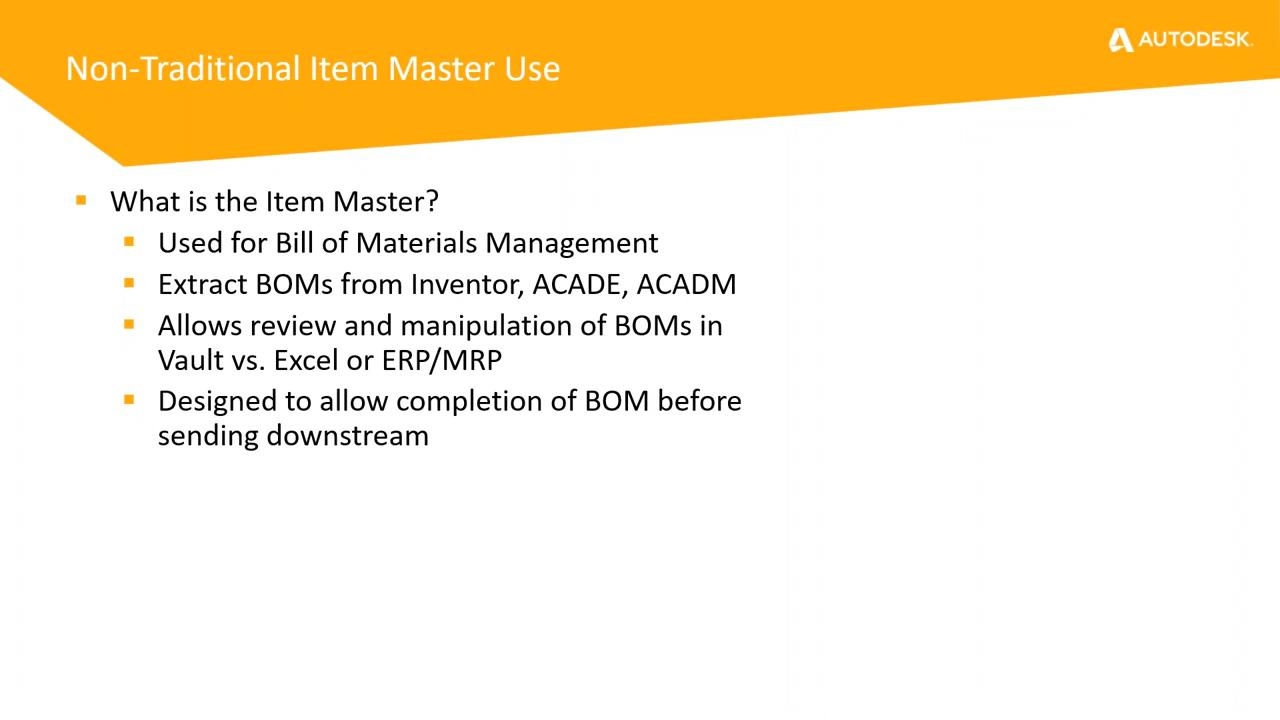 AUTODESK
Non-Traditional Item Master Use
What is the Item Master?
Used for Bill of Materials Management
Extract BOMs from Inventor, ACADE, ACADM
Allows review and manipulation of BOMs in
Vault vs. Excel or ERP/MRP
Designed to allow completion of BOM before
sending downstream